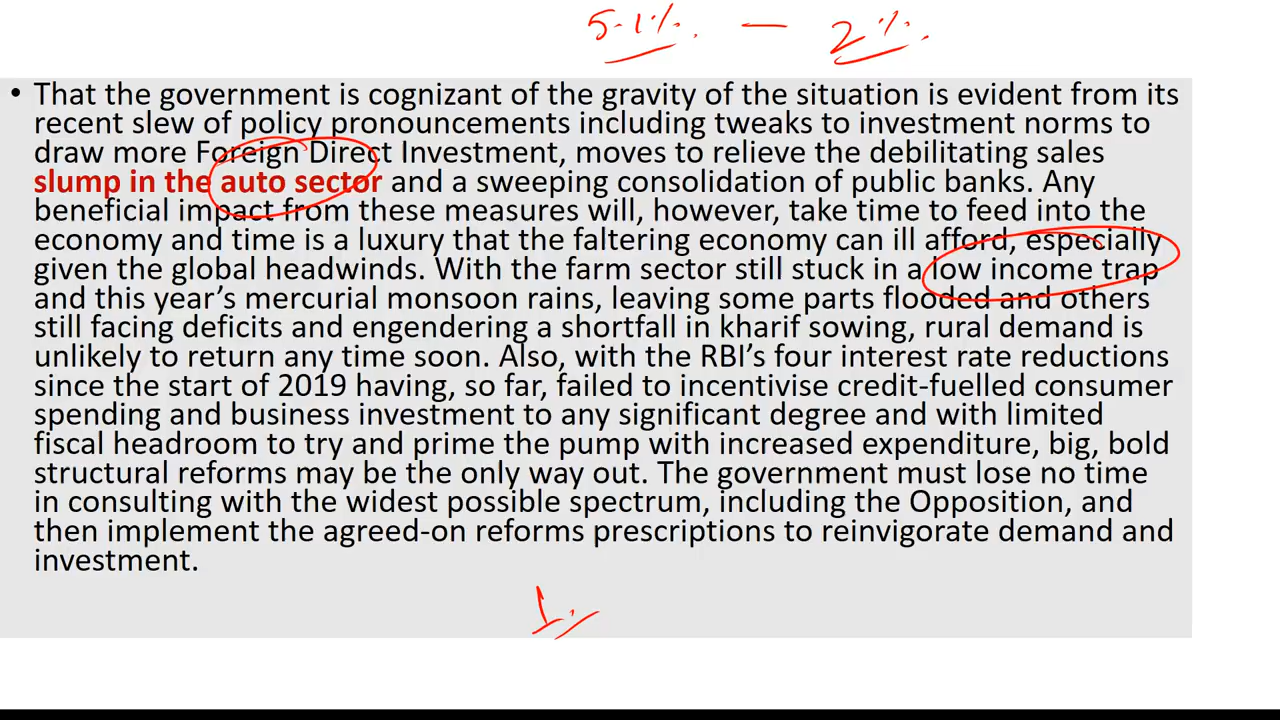 5.1%. — 2%.
• That the government is cognizant of the gravity of the situation is evident from its
recent slew of policy pronouncements including tweaks to investment norms to
draw more Foreign Direct Investment, moves to relieve the debilitating sales
slump in the auto sector and a sweeping consolidation of public banks. Any
beneficial impact from these measures will, however, take time to feed into the
economy and time is a luxury that the faltering economy can ill afford, especially
given the global headwinds. With the farm sector still stuck in a low income trap
and this year’s mercurial monsoon rains, leaving some parts flooded and others
still facing deficits and engendering a shortfall in kharif sowing, rural demand is
unlikely to return any time soon. Also, with the RBI’s four interest rate reductions
since the start of 2019 having, so far, failed to incentivise credit-fuelled consumer
spending and business investment to any significant degree and with limited
fiscal headroom to try and prime the pump with increased expenditure, big, bold
structural reforms may be the only way out. The government must lose no time
in consulting with the widest possible spectrum, including the Opposition, and
then implement the agreed-on reforms prescriptions to reinvigorate demand and
investment.